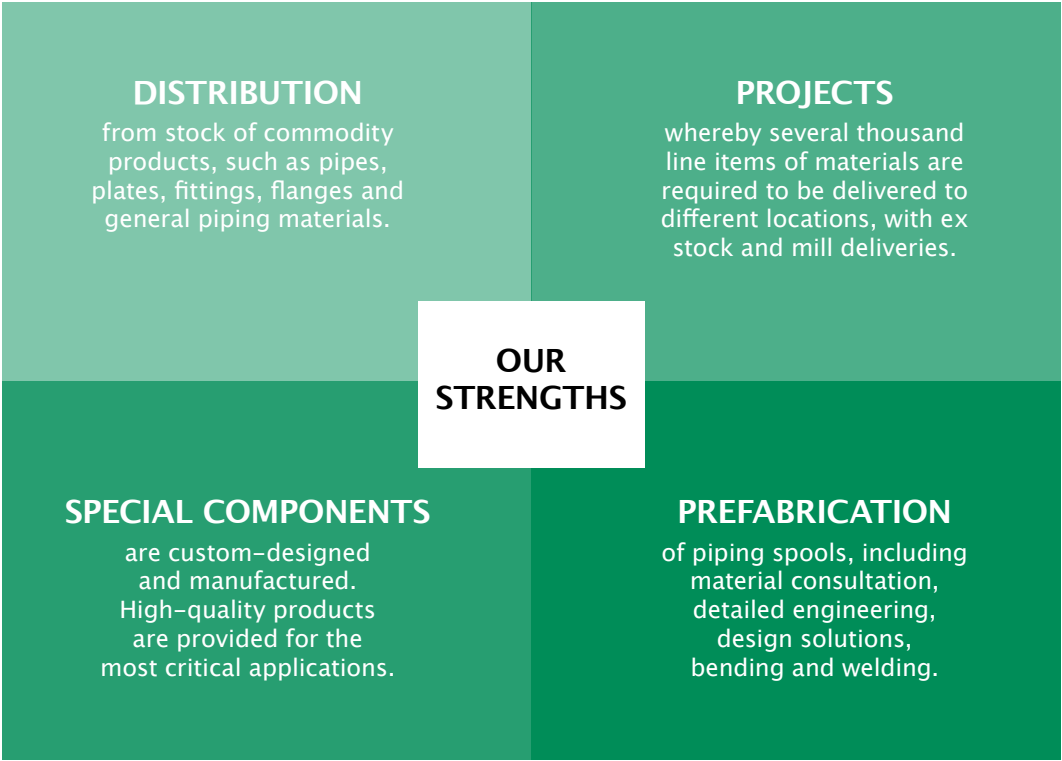 DISTRIBUTION
from stock of commodity
products, such as pipes,
plates, fittings, flanges and
general piping materials.
PROJECTS
whereby several thousand
line items of materials are
required to be delivered to
different locations, with ex
stock and mill deliveries.
OUR
STRENGTHS
SPECIAL COMPONENTS
are custom-designed
and manufactured.
High-quality products
are provided for the
most critical applications.
PREFABRICATION
of piping spools, including
material consultation,
detailed engineering,
design solutions,
bending and welding.